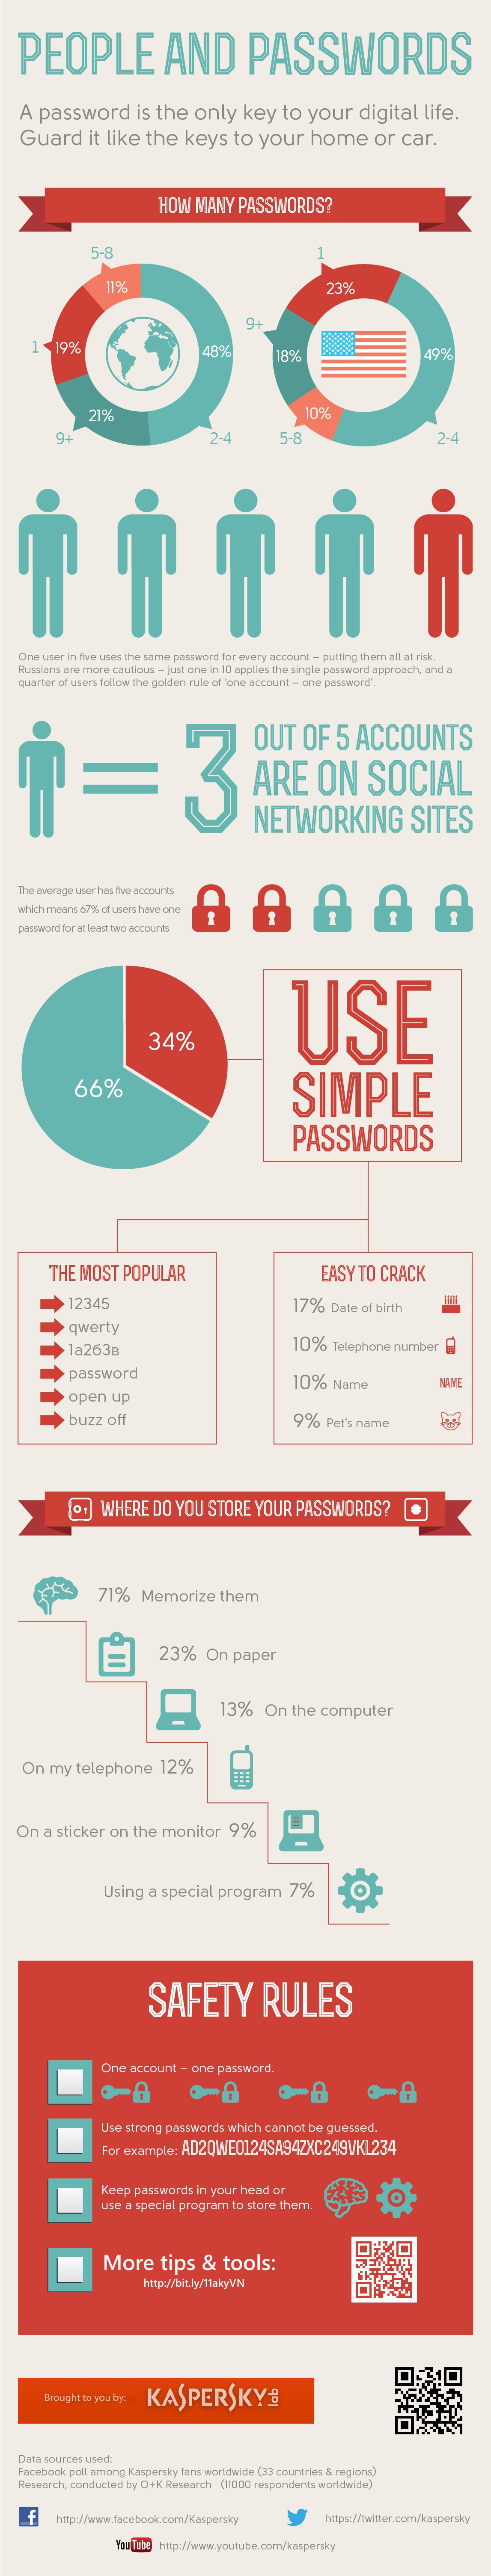 PEOPLE AND PASSWORDS
A password is the only key to your digital life.
Guard it like the keys to your home or car.
HOW MANY PASSWORDS?
5-8
11%
1
19%
48%
21%
9+
2-4
1
23%
9+
18%
49%
10%
5-8
2-4
One user in five uses the same password for every account – putting them all at risk.
Russians are more cautious – just one in 10 applies the single password approach, and a
quarter of users follow the golden rule of 'one account – one password'.
3
OUT OF 5 ACCOUNTS
ARE ON SOCIAL
NETWORKING SITES
The average user has five accounts
which means 67% of users have one
password for at least two accounts
34%
66%
USE
SIMPLE
PASSWORDS
THE MOST POPULAR
12345
qwerty
1а2б3в
password
open up
buzz off
EASY TO CRACK
17% Date of birth
10% Telephone number
10% Name
NAME
9% Pet's name
WHERE DO YOU STORE YOUR PASSWORDS?
71% Memorize them
23% On paper
13% On the computer
On my telephone 12%
On a sticker on the monitor 9%
Using a special program 7%
SAFETY RULES
One account – one password.
Use strong passwords which cannot be guessed.
For example: AD2QWE0124SA94ZXC249VKL234
Keep passwords in your head or
use a special program to store them.
More tips & tools:
http://bit.ly/11akyVN
Brought to you by: KASPERSKY lab
Data sources used:
Facebook poll among Kaspersky fans worldwide (33 countries & regions)
Research, conducted by O+K Research (11000 respondents worldwide)
http://www.facebook.com/Kaspersky
https://twitter.com/kaspersky
YouTube http://www.youtube.com/kaspersky